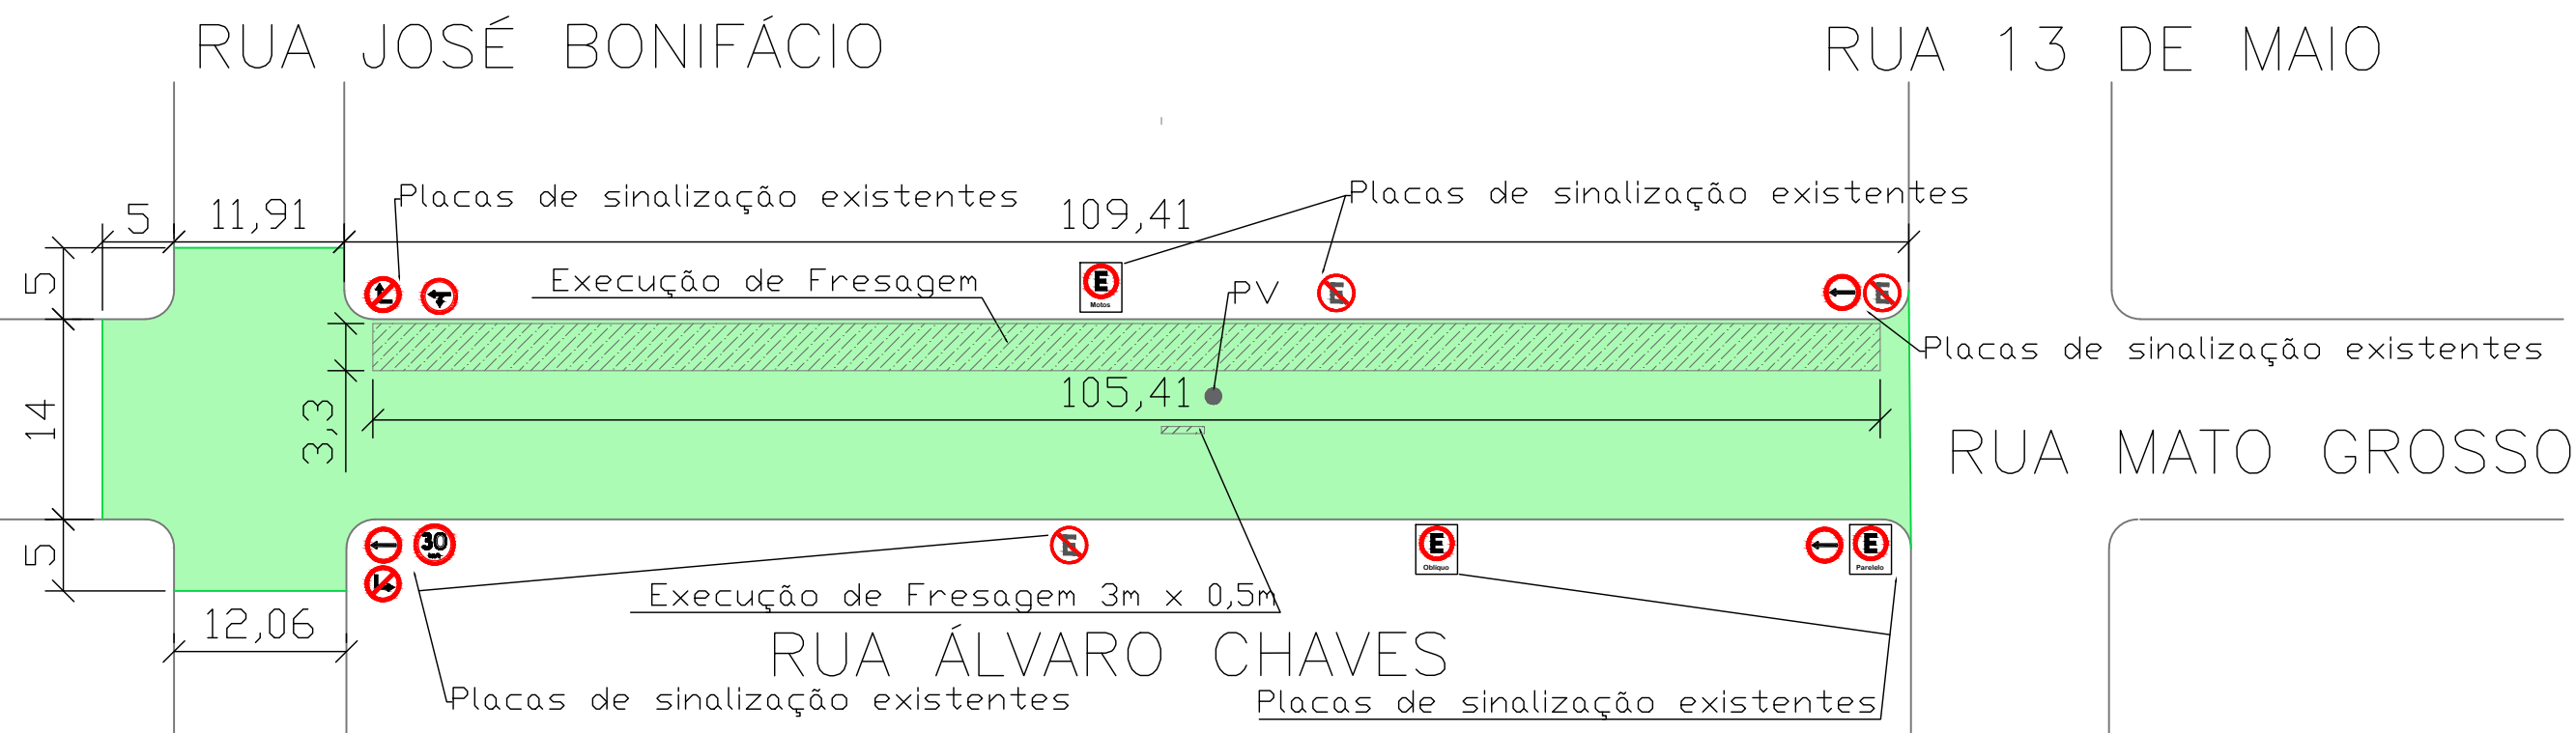 RUA JOSÉ BONIFÁCIO
RUA 13 DE MAIO
Placas de sinalização existentes
Placas de sinalização existentes
5
11,91
109,41
5
Execução de Fresagem
E
Motos
PV
E
E
Placas de sinalização existentes
105,41
3,3
14
RUA MATO GROSSO
30
km/h
E
E
Oblíquo
E
Paralelo
5
Execução de Fresagem 3m x 0,5m
12,06
RUA ÁLVARO CHAVES
Placas de sinalização existentes
Placas de sinalização existentes